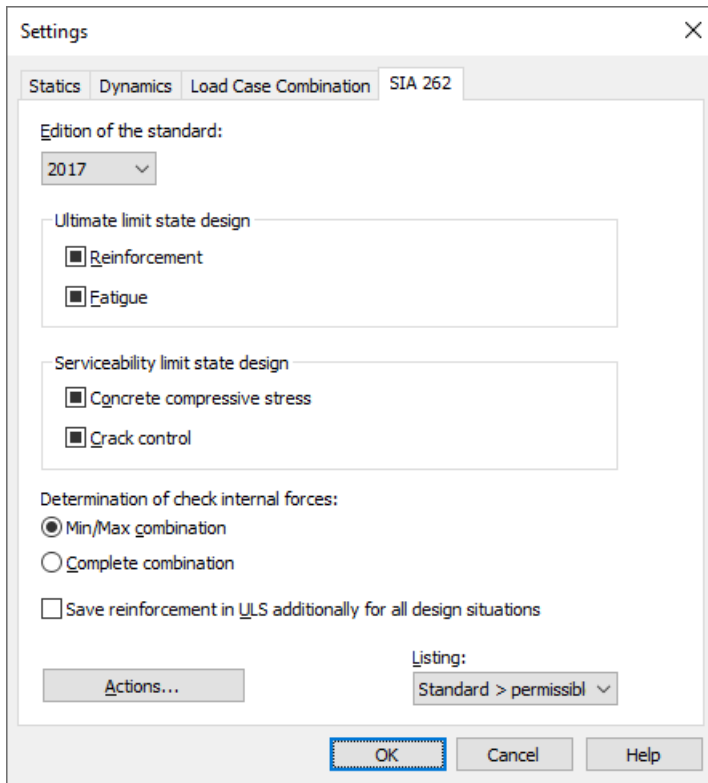 Settings
Statics Dynamics Load Case Combination SIA 262
Edition of the standard:
2017
Ultimate limit state design
Reinforcement
Fatigue
Serviceability limit state design
Concrete compressive stress
Crack control
Determination of check internal forces:
Min/Max combination
Complete combination
Save reinforcement in ULS additionally for all design situations
Listing:
Actions... Standard > permissibl
OK Cancel Help